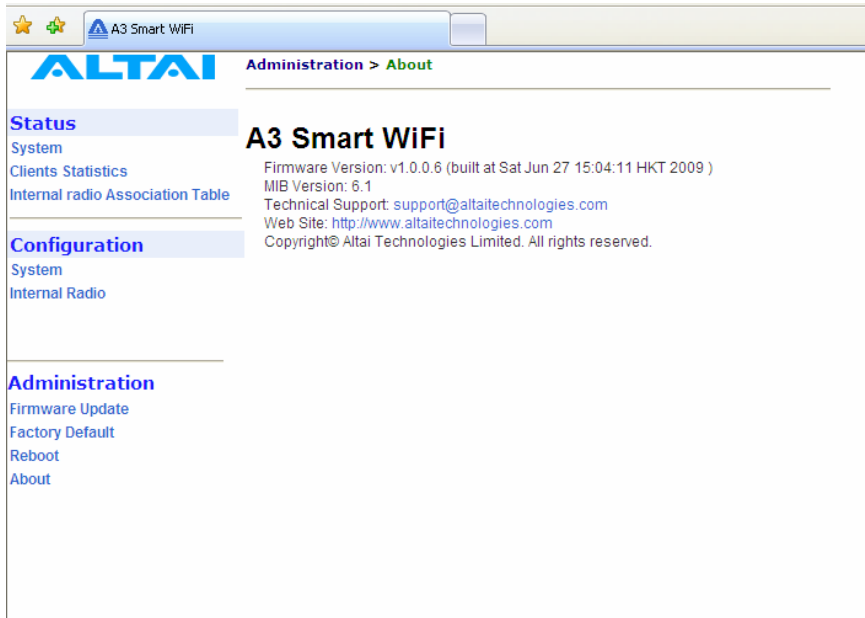 A3 Smart WiFi
ALTAI
Administration > About
Status
System
Clients Statistics
Internal radio Association Table
Configuration
System
Internal Radio
Administration
Firmware Update
Factory Default
Reboot
About
A3 Smart WiFi
Firmware Version: v1.0.0.6 (built at Sat Jun 27 15:04:11 HKT 2009 )
MIB Version: 6.1
Technical Support: support@altaitechnologies.com
Web Site: http://www.altaitechnologies.com
Copyright© Altai Technologies Limited. All rights reserved.